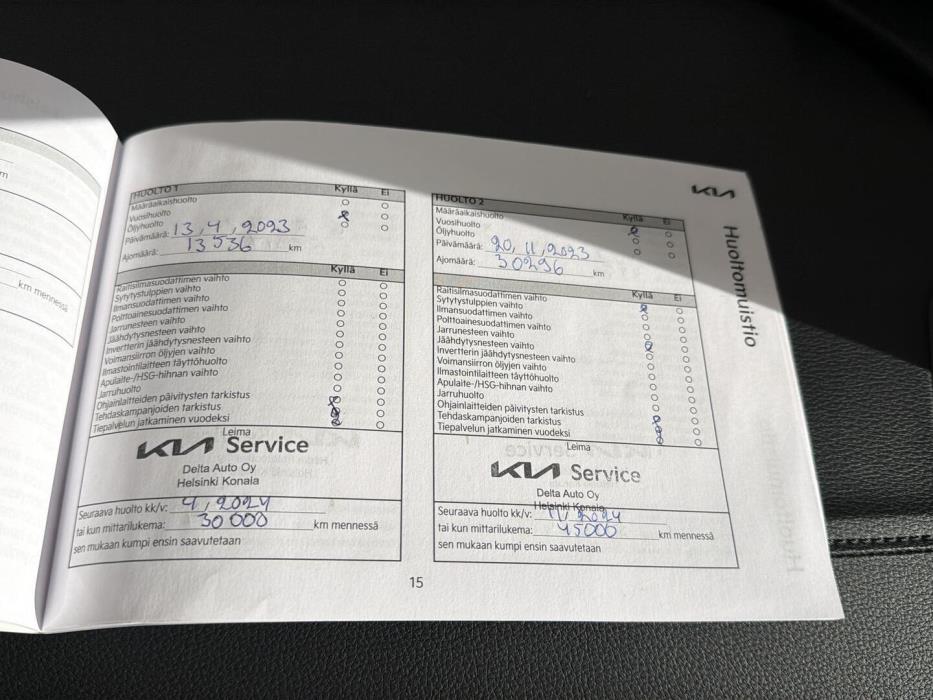 km mennessä
HUOLTO 1 Kyllä Ei
Määräaikaishuolto
Vuosihuolto
Öljyhuolto
Päivämäärä: 13,4,2023
Ajomäärä: 13 536 km
Kyllä Ei
Raitisilmasuodattimen vaihto
Sytytystulppien vaihto
Ilmansuodattimen vaihto
Polttoainesuodattimen vaihto
Jarrunesteen vaihto
Jäähdytysnesteen vaihto
Invertterin jäähdytysnesteen vaihto
Voimansiirron öljyjen vaihto
Ilmastointilaitteen täyttöhuolto
Apulaite-/HSG-hihnan vaihto
Jarruhuolto
Ohjainlaitteiden päivitysten tarkistus
Tehdaskampanjoiden tarkistus
Tiepalvelun jatkaminen vuodeksi
Leima
KIA Service
Delta Auto Oy
Helsinki Konala
Seuraava huolto kk/v: 4,2024
tai kun mittarilukema: 30 000 km mennessä
sen mukaan kumpi ensin saavutetaan
HUOLTO 2 Kyllä Ei
Määräaikaishuolto
Vuosihuolto
Öljyhuolto
Päivämäärä: 20,11,2023
Ajomäärä: 30296 km
Kyllä Ei
Raitisilmasuodattimen vaihto
Sytytystulppien vaihto
Ilmansuodattimen vaihto
Polttoainesuodattimen vaihto
Jarrunesteen vaihto
Jäähdytysnesteen vaihto
Invertterin jäähdytysnesteen vaihto
Voimansiirron öljyjen vaihto
Ilmastointilaitteen täyttöhuolto
Apulaite-/HSG-hihnan vaihto
Jarruhuolto
Ohjainlaitteiden päivitysten tarkistus
Tehdaskampanjoiden tarkistus
Tiepalvelun jatkaminen vuodeksi
Leima
KIA Service
Delta Auto Oy
Helsinki Konala
Seuraava huolto kk/v: 11,2024
tai kun mittarilukema: 45000 km mennessä
sen mukaan kumpi ensin saavutetaan
KIA
Huoltomuistio
15